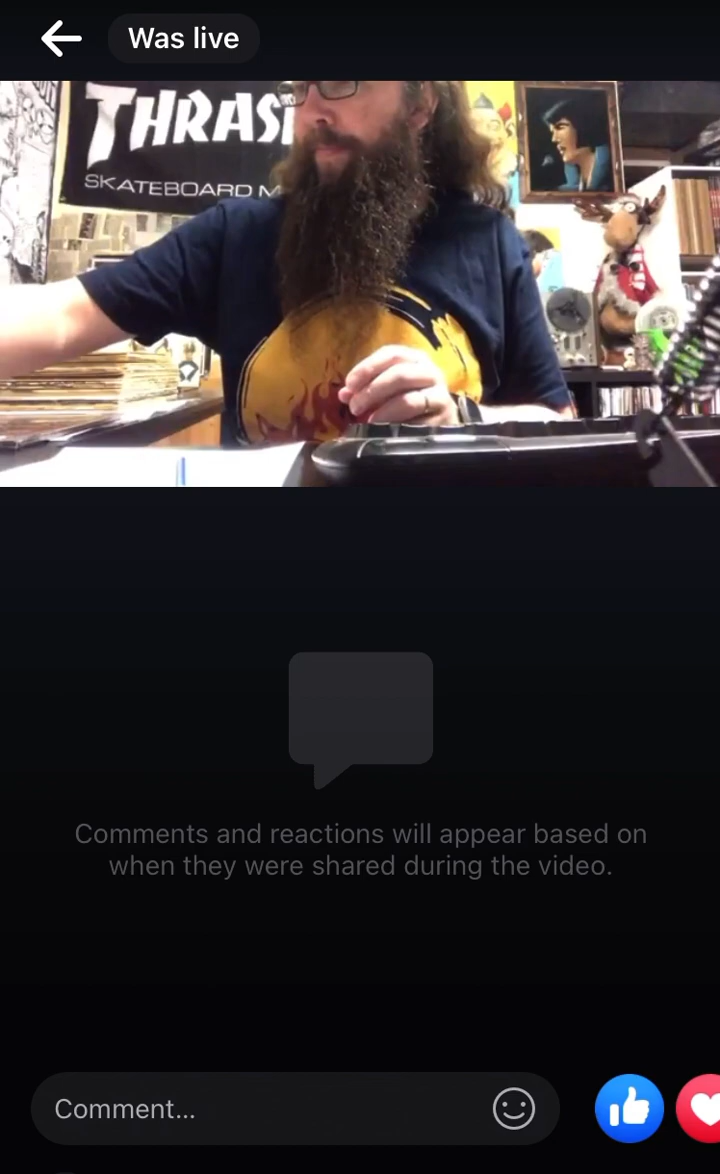 Was live
THRAS
SKATEBOARD M
Comments and reactions will appear based on
when they were shared during the video.
Comment...